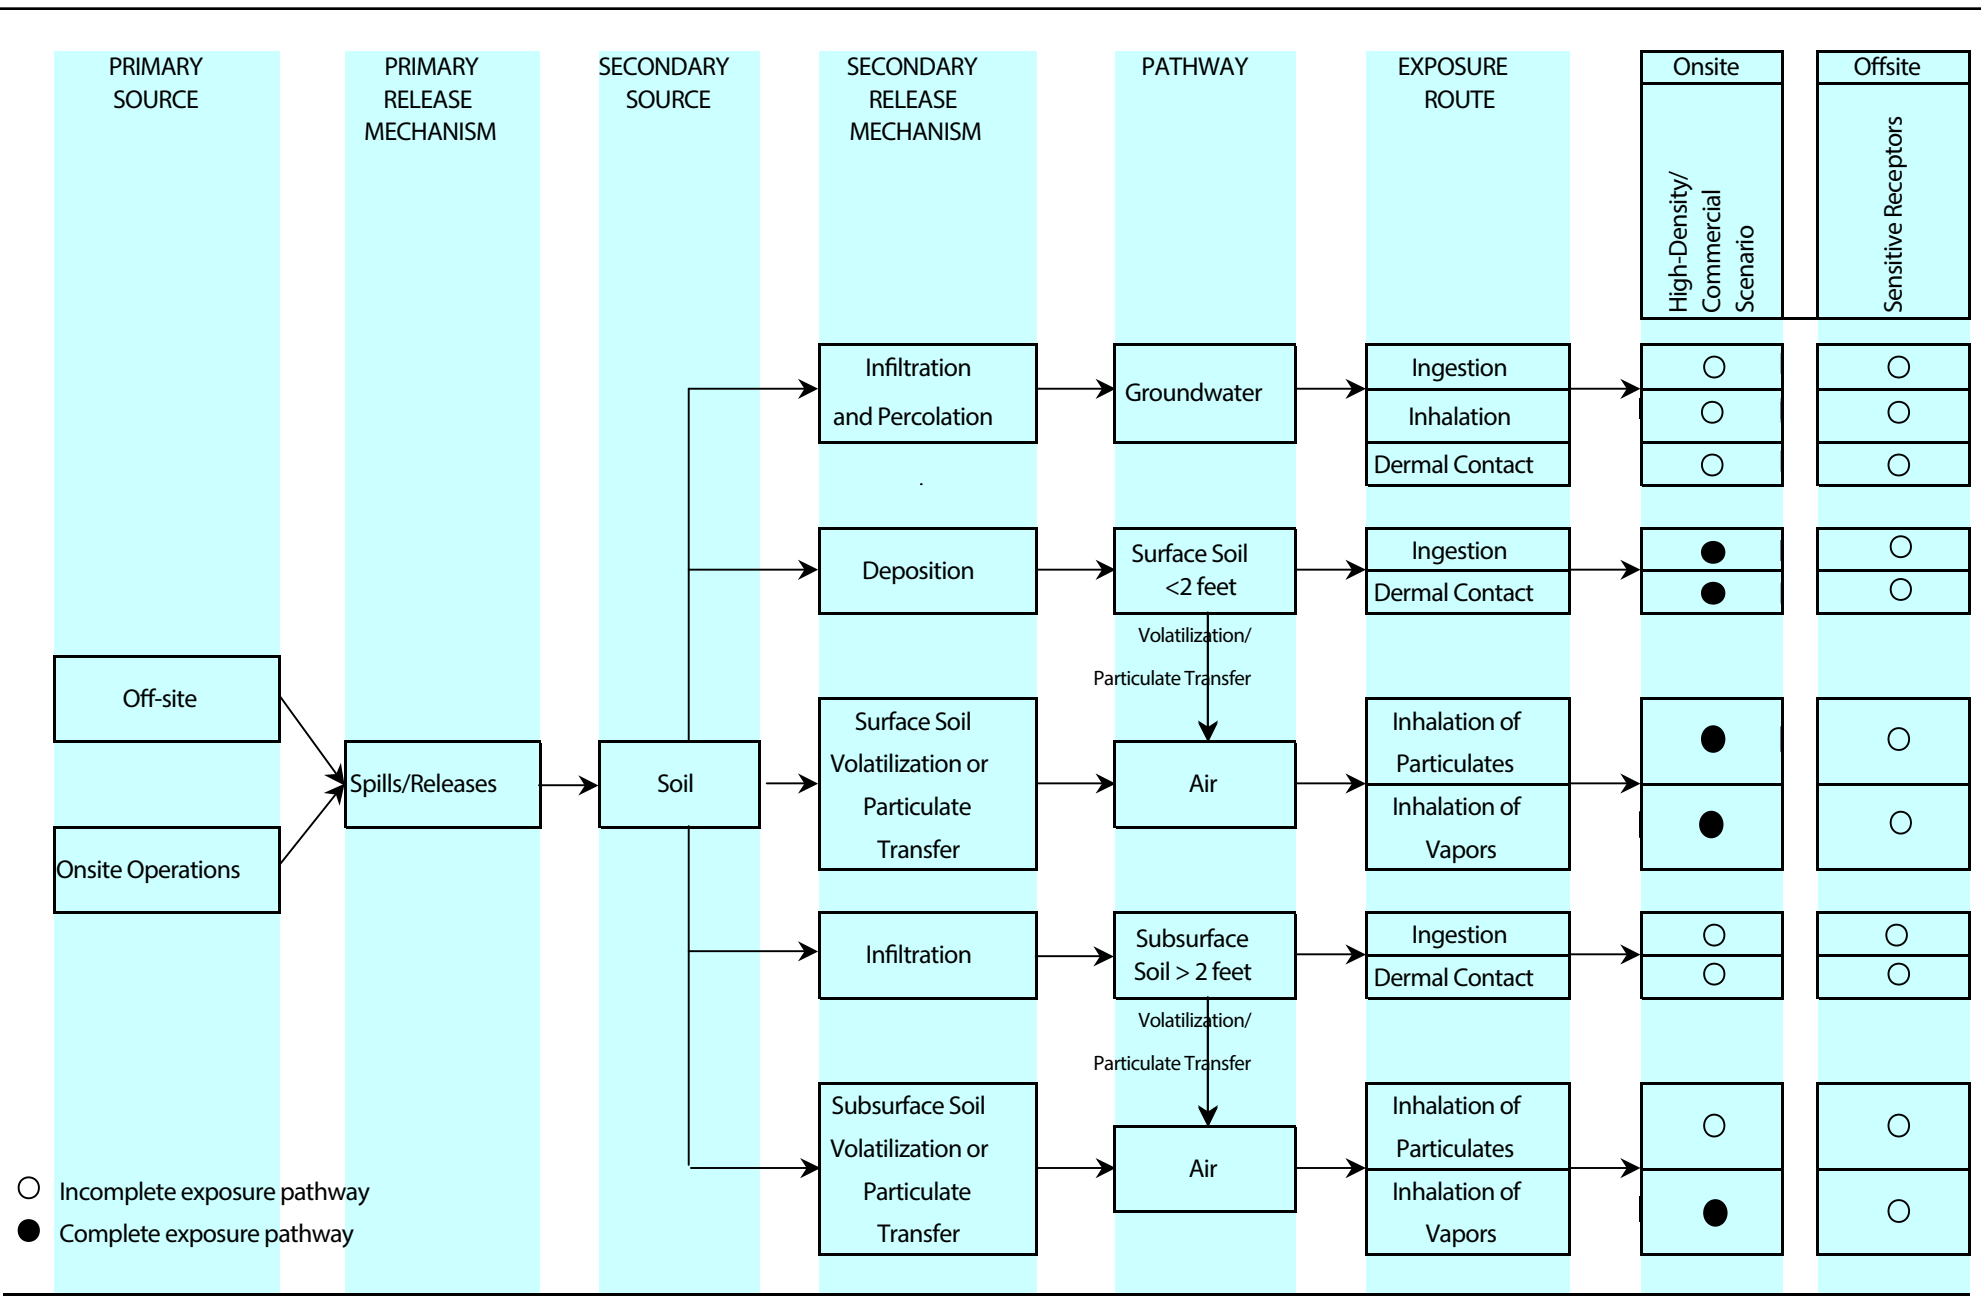 PRIMARY
SOURCE
PRIMARY
RELEASE
MECHANISM
SECONDARY
SOURCE
SECONDARY
RELEASE
MECHANISM
PATHWAY
EXPOSURE
ROUTE
Onsite
High-Density/
Commercial
Scenario
Offsite
Sensitive Receptors
Infiltration
and Percolation
.
Groundwater
Ingestion
Inhalation
Dermal Contact
Deposition
Surface Soil
<2 feet
Ingestion
Dermal Contact
Volatilization/
Particulate Transfer
Off-site
Onsite Operations
Spills/Releases
Soil
Surface Soil
Volatilization or
Particulate
Transfer
Air
Inhalation of
Particulates
Inhalation of
Vapors
Infiltration
Subsurface
Soil > 2 feet
Ingestion
Dermal Contact
Volatilization/
Particulate Transfer
Subsurface Soil
Volatilization or
Particulate
Transfer
Air
Inhalation of
Particulates
Inhalation of
Vapors
Incomplete exposure pathway
Complete exposure pathway